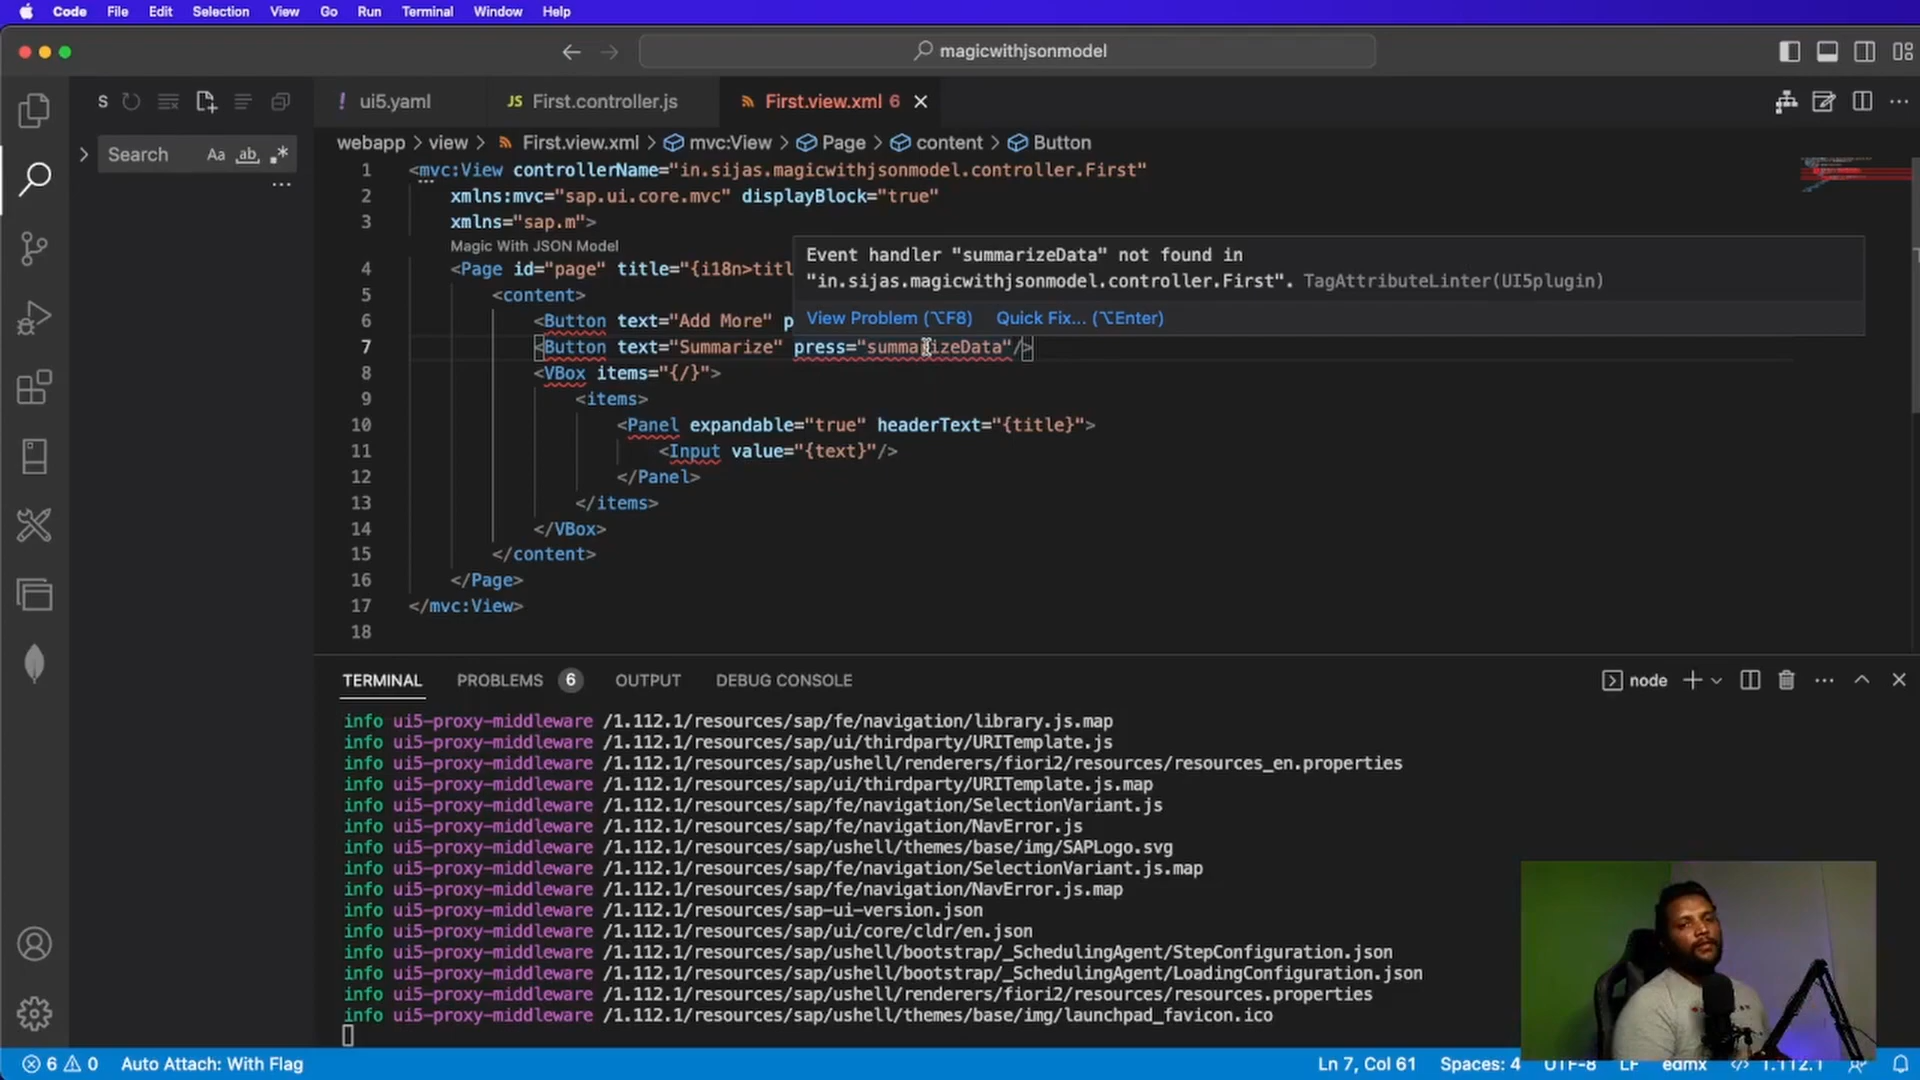 Code File Edit Selection View Go Run Terminal Window Help
magicwithjsonmodel
S
ui5.yaml
JS First.controller.js
First.view.xml 6
Search Aa ab .*
webapp > view > First.view.xml > mvc:View > Page > content > Button
1 <mvc:View controllerName="in.sijas.magicwithjsonmodel.controller.First"
2 xmlns:mvc="sap.ui.core.mvc" displayBlock="true"
3 xmlns="sap.m">
Magic With JSON Model
4 <Page id="page" title="{i18n>titl
Event handler "summarizeData" not found in
"in.sijas.magicwithjsonmodel.controller.First". TagAttributeLinter(UI5plugin)
View Problem (⌥F8) Quick Fix... (⌥Enter)
5 <content>
6 <Button text="Add More" p
7 <Button text="Summarize" press="summarizeData"/>
8 <VBox items="{/}">
9 <items>
10 <Panel expandable="true" headerText="{title}">
11 <Input value="{text}"/>
12 </Panel>
13 </items>
14 </VBox>
15 </content>
16 </Page>
17 </mvc:View>
18
TERMINAL PROBLEMS 6 OUTPUT DEBUG CONSOLE
node
info ui5-proxy-middleware /1.112.1/resources/sap/fe/navigation/library.js.map
info ui5-proxy-middleware /1.112.1/resources/sap/ui/thirdparty/URITemplate.js
info ui5-proxy-middleware /1.112.1/resources/sap/ushell/renderers/fiori2/resources/resources_en.properties
info ui5-proxy-middleware /1.112.1/resources/sap/ui/thirdparty/URITemplate.js.map
info ui5-proxy-middleware /1.112.1/resources/sap/fe/navigation/SelectionVariant.js
info ui5-proxy-middleware /1.112.1/resources/sap/fe/navigation/NavError.js
info ui5-proxy-middleware /1.112.1/resources/sap/ushell/themes/base/img/SAPLogo.svg
info ui5-proxy-middleware /1.112.1/resources/sap/fe/navigation/SelectionVariant.js.map
info ui5-proxy-middleware /1.112.1/resources/sap/fe/navigation/NavError.js.map
info ui5-proxy-middleware /1.112.1/resources/sap-ui-version.json
info ui5-proxy-middleware /1.112.1/resources/sap/ui/core/cldr/en.json
info ui5-proxy-middleware /1.112.1/resources/sap/ushell/bootstrap/_SchedulingAgent/StepConfiguration.json
info ui5-proxy-middleware /1.112.1/resources/sap/ushell/bootstrap/_SchedulingAgent/LoadingConfiguration.json
info ui5-proxy-middleware /1.112.1/resources/sap/ushell/renderers/fiori2/resources/resources.properties
info ui5-proxy-middleware /1.112.1/resources/sap/ushell/themes/base/img/launchpad_favicon.ico
6 0 Auto Attach: With Flag
Ln 7, Col 61 Spaces: 4 UTF-8 LF edmx 1.112.1